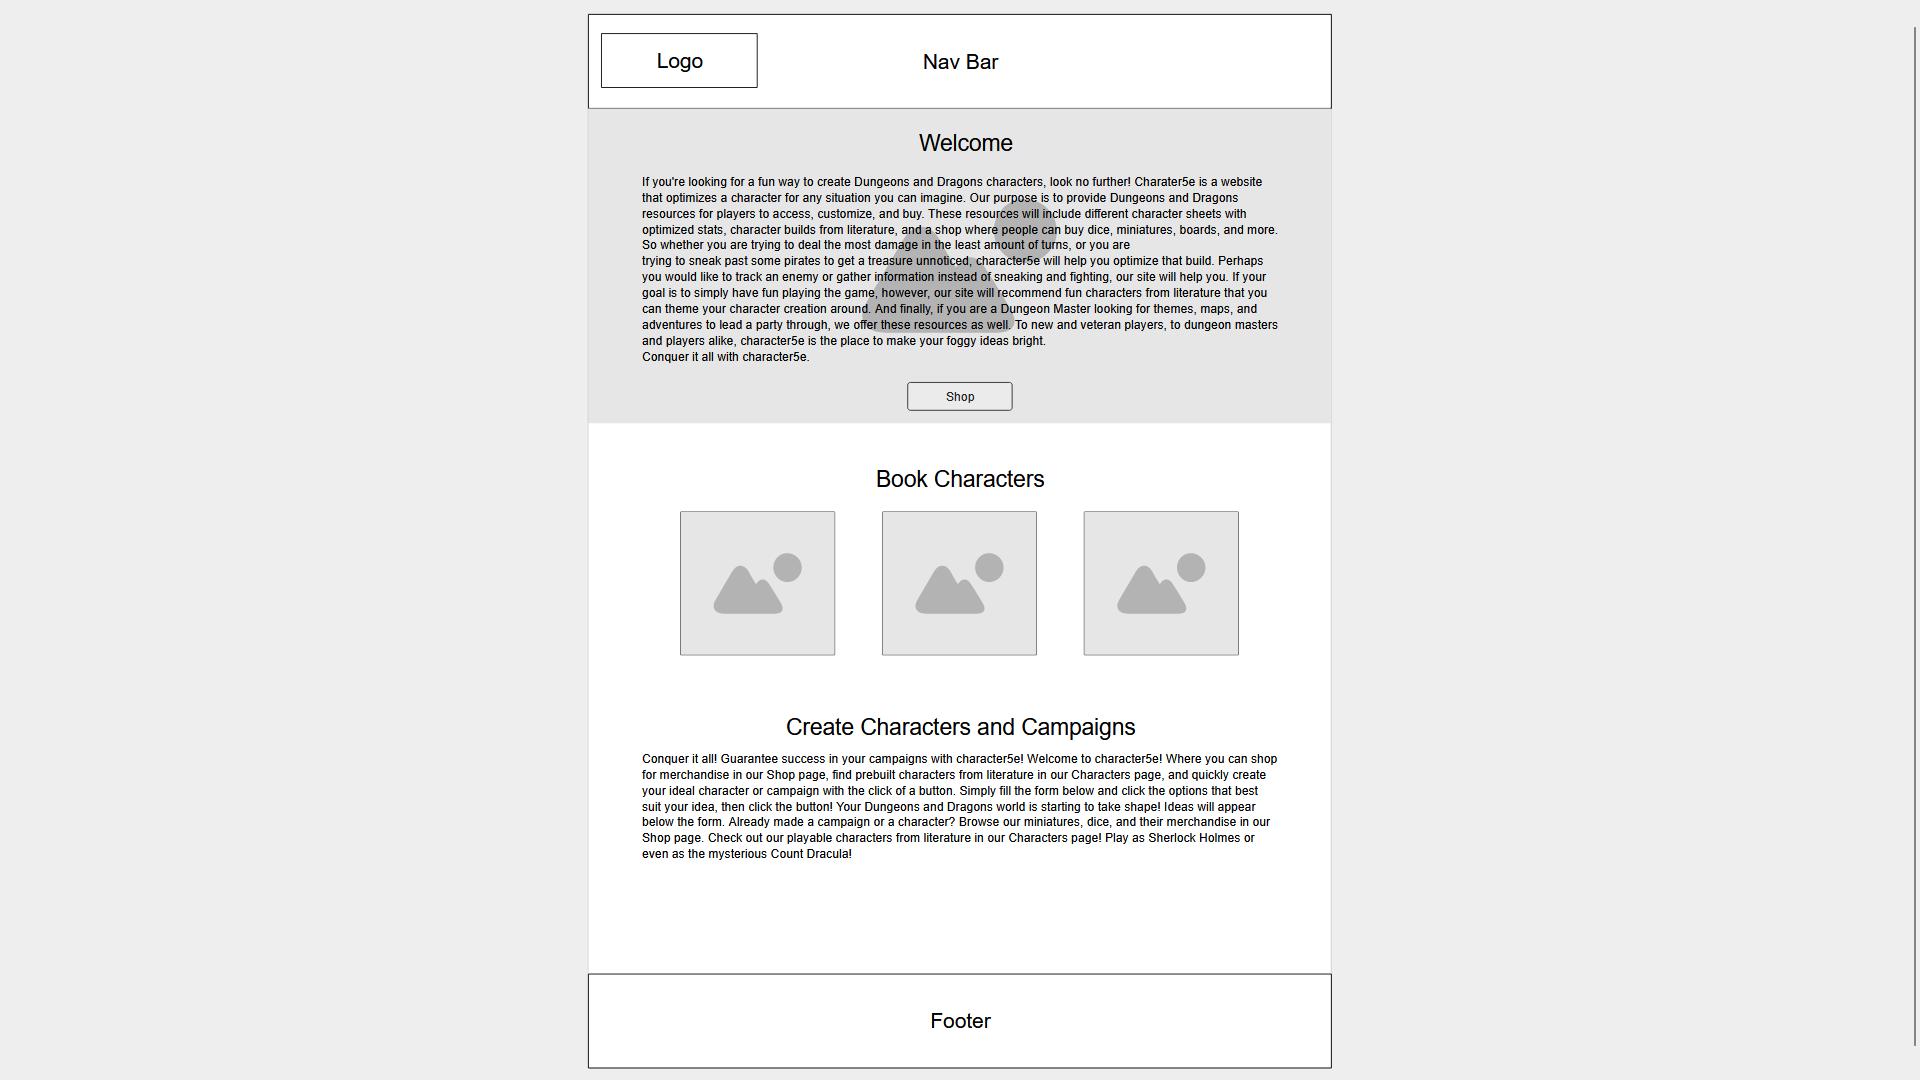 Logo
Nav Bar
Welcome
If you're looking for a fun way to create Dungeons and Dragons characters, look no further! Charater5e is a website
that optimizes a character for any situation you can imagine. Our purpose is to provide Dungeons and Dragons
resources for players to access, customize, and buy. These resources will include different character sheets with
optimized stats, character builds from literature, and a shop where people can buy dice, miniatures, boards, and more.
So whether you are trying to deal the most damage in the least amount of turns, or you are
trying to sneak past some pirates to get a treasure unnoticed, character5e will help you optimize that build. Perhaps
you would like to track an enemy or gather information instead of sneaking and fighting, our site will help you. If your
goal is to simply have fun playing the game, however, our site will recommend fun characters from literature that you
can theme your character creation around. And finally, if you are a Dungeon Master looking for themes, maps, and
adventures to lead a party through, we offer these resources as well. To new and veteran players, to dungeon masters
and players alike, character5e is the place to make your foggy ideas bright.
Conquer it all with character5e.
Shop
Book Characters
Create Characters and Campaigns
Conquer it all! Guarantee success in your campaigns with character5e! Welcome to character5e! Where you can shop
for merchandise in our Shop page, find prebuilt characters from literature in our Characters page, and quickly create
your ideal character or campaign with the click of a button. Simply fill the form below and click the options that best
suit your idea, then click the button! Your Dungeons and Dragons world is starting to take shape! Ideas will appear
below the form. Already made a campaign or a character? Browse our miniatures, dice, and their merchandise in our
Shop page. Check out our playable characters from literature in our Characters page! Play as Sherlock Holmes or
even as the mysterious Count Dracula!
Footer